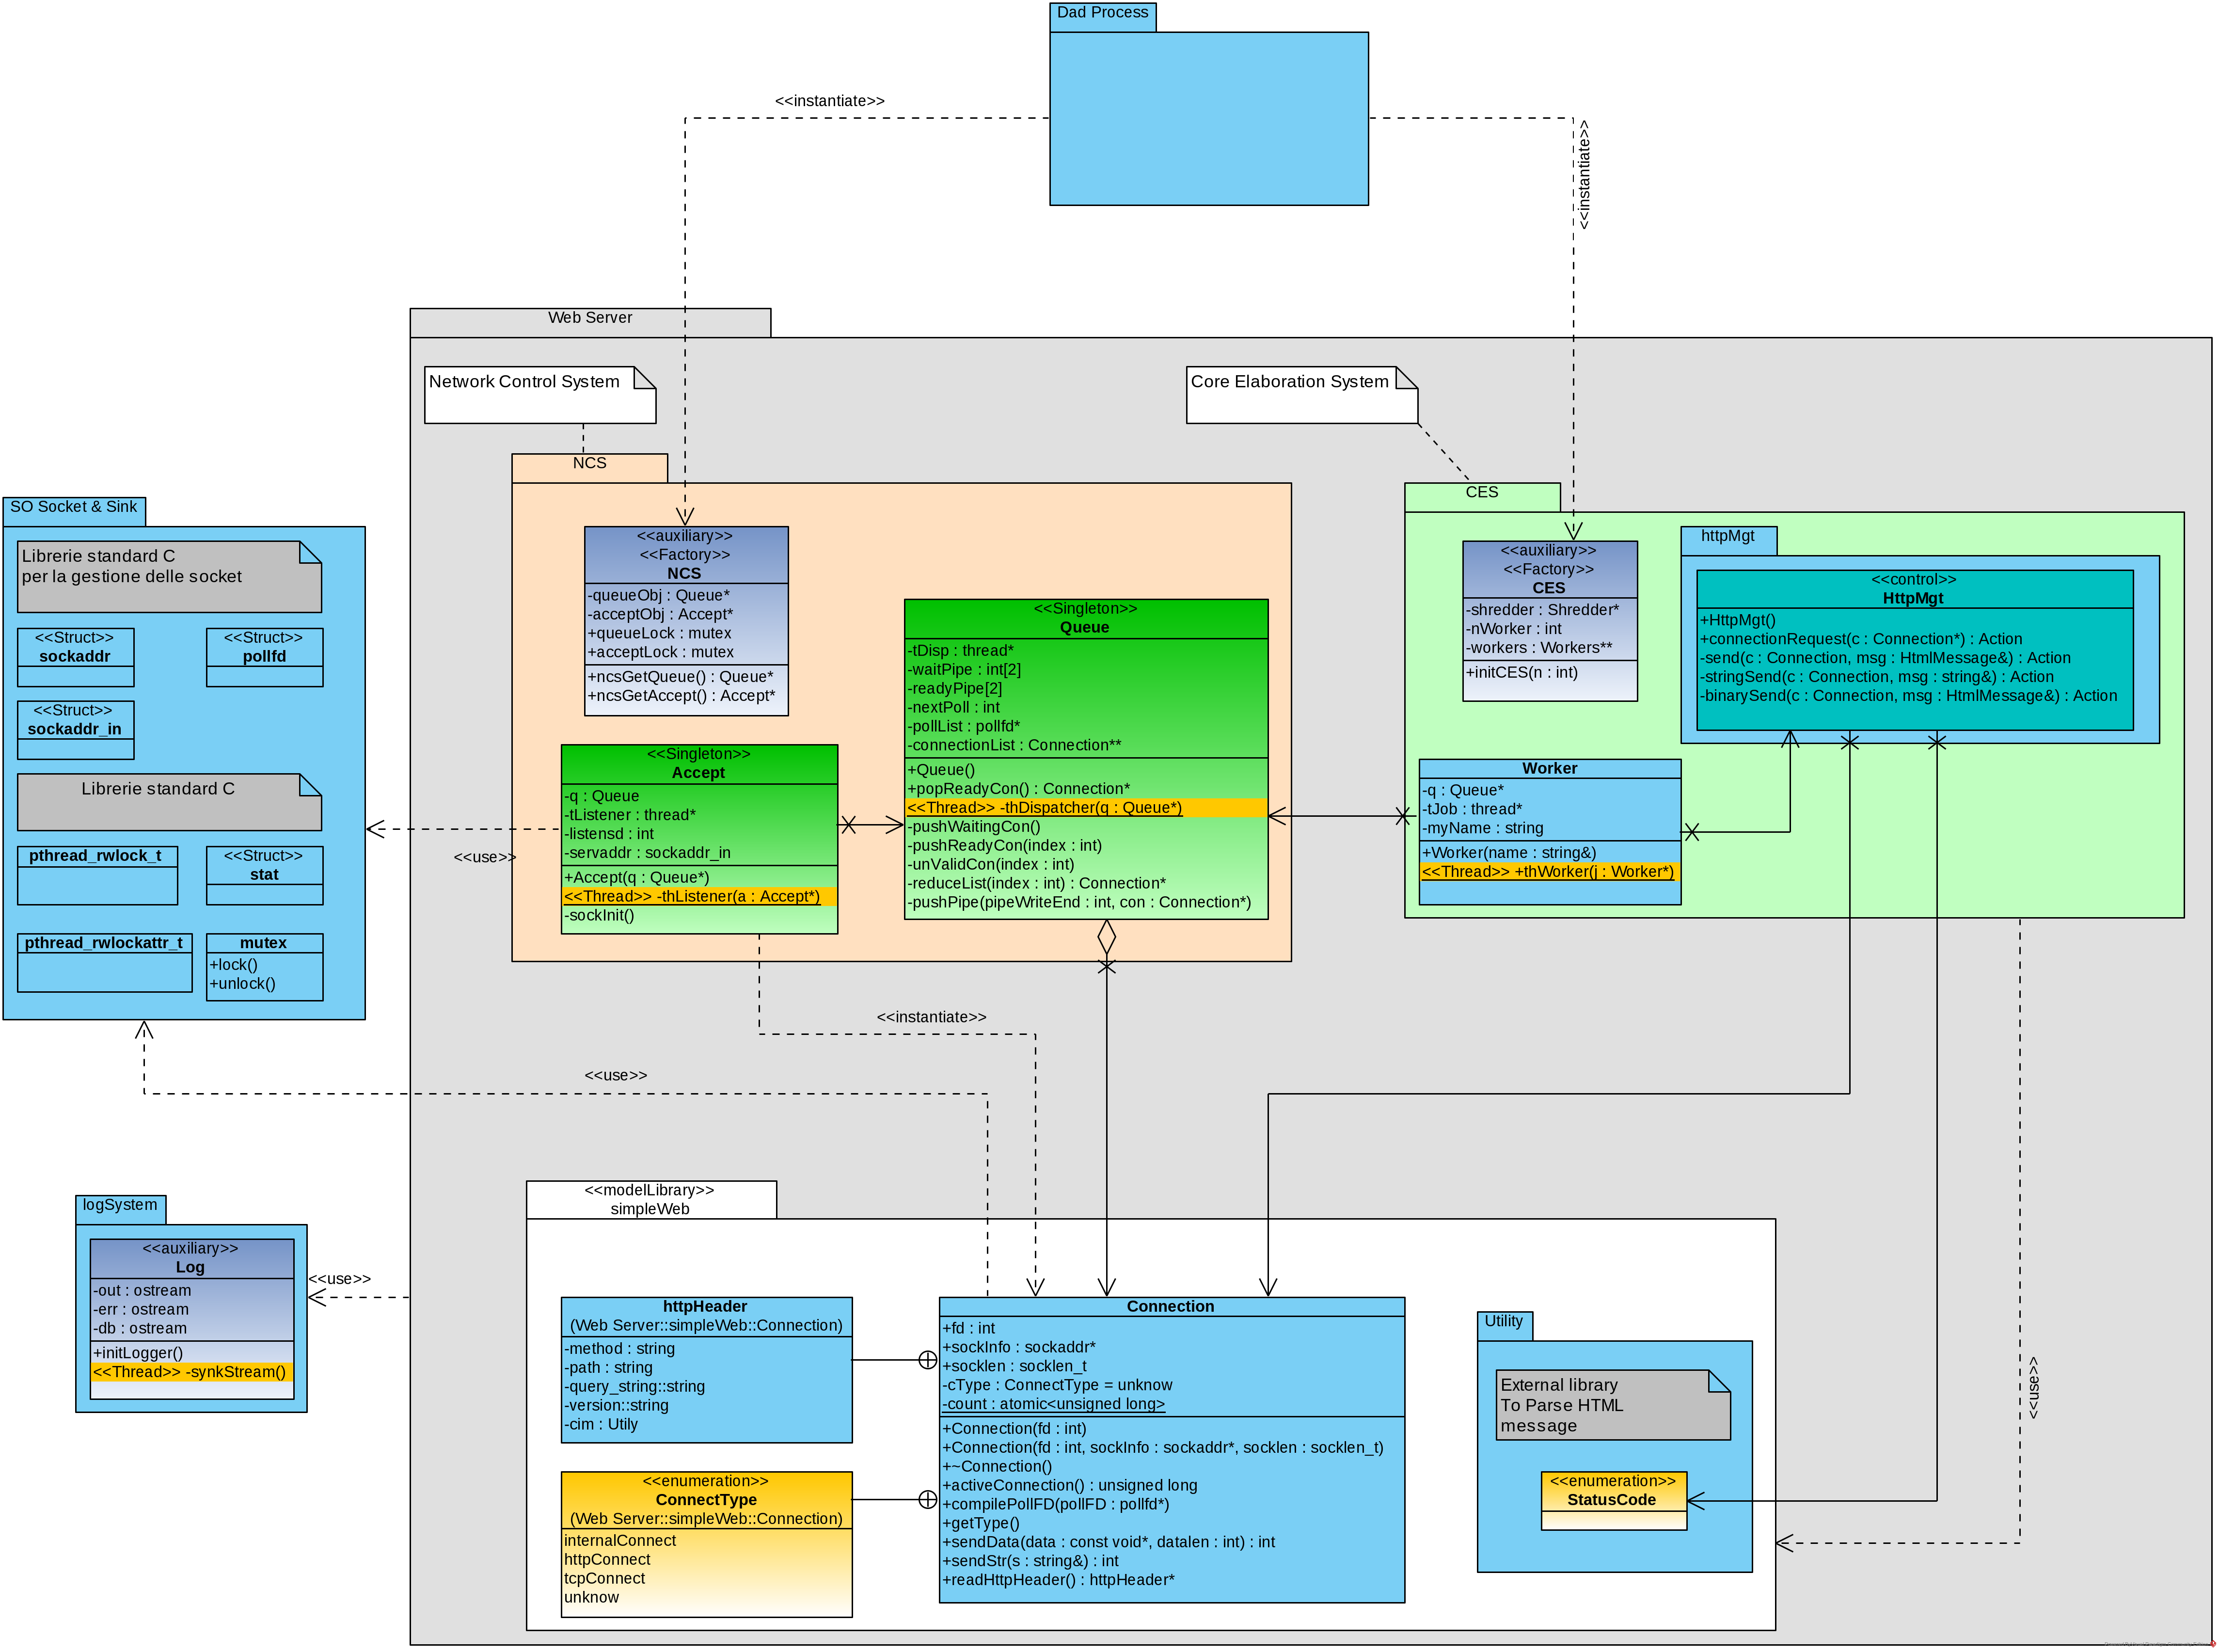 Dad Process
<<instantiate>>
<<instantiate>>
Web Server
Network Control System
Core Elaboration System
NCS
<<auxiliary>>
<<Factory>>
NCS
-queueObj : Queue*
-acceptObj : Accept*
+queueLock : mutex
+acceptLock : mutex
+ncsGetQueue() : Queue*
+ncsGetAccept() : Accept*
<<Singleton>>
Queue
-tDisp : thread*
-waitPipe : int[2]
-readyPipe[2]
-nextPoll : int
-pollList : pollfd*
-connectionList : Connection**
+Queue()
+popReadyCon() : Connection*
<<Thread>> -thDispatcher(q : Queue*)
-pushWaitingCon()
-pushReadyCon(index : int)
-unValidCon(index : int)
-reduceList(index : int) : Connection*
-pushPipe(pipeWriteEnd : int, con : Connection*)
<<Singleton>>
Accept
-q : Queue
-tListener : thread*
-listensd : int
-servaddr : sockaddr_in
+Accept(q : Queue*)
<<Thread>> -thListener(a : Accept*)
-sockInit()
CES
<<auxiliary>>
<<Factory>>
CES
-shredder : Shredder*
-nWorker : int
-workers : Workers**
+initCES(n : int)
httpMgt
<<control>>
HttpMgt
+HttpMgt()
+connectionRequest(c : Connection*) : Action
-send(c : Connection, msg : HtmlMessage&) : Action
-stringSend(c : Connection, msg : string&) : Action
-binarySend(c : Connection, msg : HtmlMessage&) : Action
Worker
-q : Queue*
-tJob : thread*
-myName : string
+Worker(name : string&)
<<Thread>> +thWorker(j : Worker*)
SO Socket & Sink
Librerie standard C
per la gestione delle socket
<<Struct>>
sockaddr
<<Struct>>
pollfd
<<Struct>>
sockaddr_in
Librerie standard C
pthread_rwlock_t
<<Struct>>
stat
pthread_rwlockattr_t
mutex
+lock()
+unlock()
<<use>>
<<instantiate>>
<<use>>
logSystem
<<auxiliary>>
Log
-out : ostream
-err : ostream
-db : ostream
+initLogger()
<<Thread>> -synkStream()
<<use>>
<<modelLibrary>>
simpleWeb
httpHeader
(Web Server::simpleWeb::Connection)
-method : string
-path : string
-query_string::string
-version::string
-cim : Utily
<<enumeration>>
ConnectType
(Web Server::simpleWeb::Connection)
internalConnect
httpConnect
tcpConnect
unknow
Connection
+fd : int
+sockInfo : sockaddr*
+socklen : socklen_t
-cType : ConnectType = unknow
-count : atomic<unsigned long>
+Connection(fd : int)
+Connection(fd : int, sockInfo : sockaddr*, socklen : socklen_t)
+~Connection()
+activeConnection() : unsigned long
+compilePollFD(pollFD : pollfd*)
+getType()
+sendData(data : const void*, datalen : int) : int
+sendStr(s : string&) : int
+readHttpHeader() : httpHeader*
Utility
External library
To Parse HTML
message
<<enumeration>>
StatusCode
<<use>>